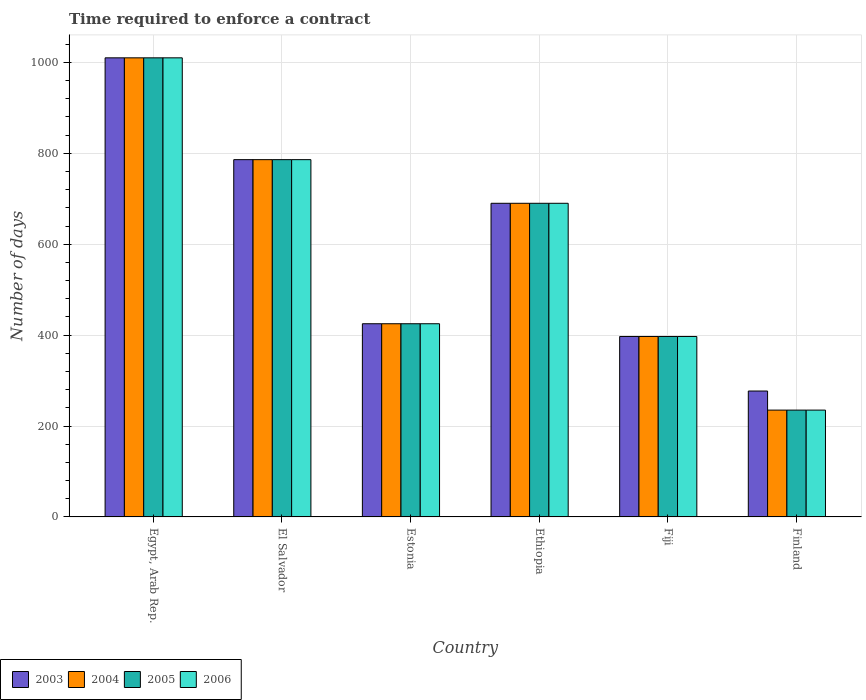 Time required to enforce a contract
Number of days
1000
800
600
400
200
0
Egypt, Arab Rep.
El Salvador
Estonia
Ethiopia
Fiji
Finland
Country
2003
2004
2005
2006